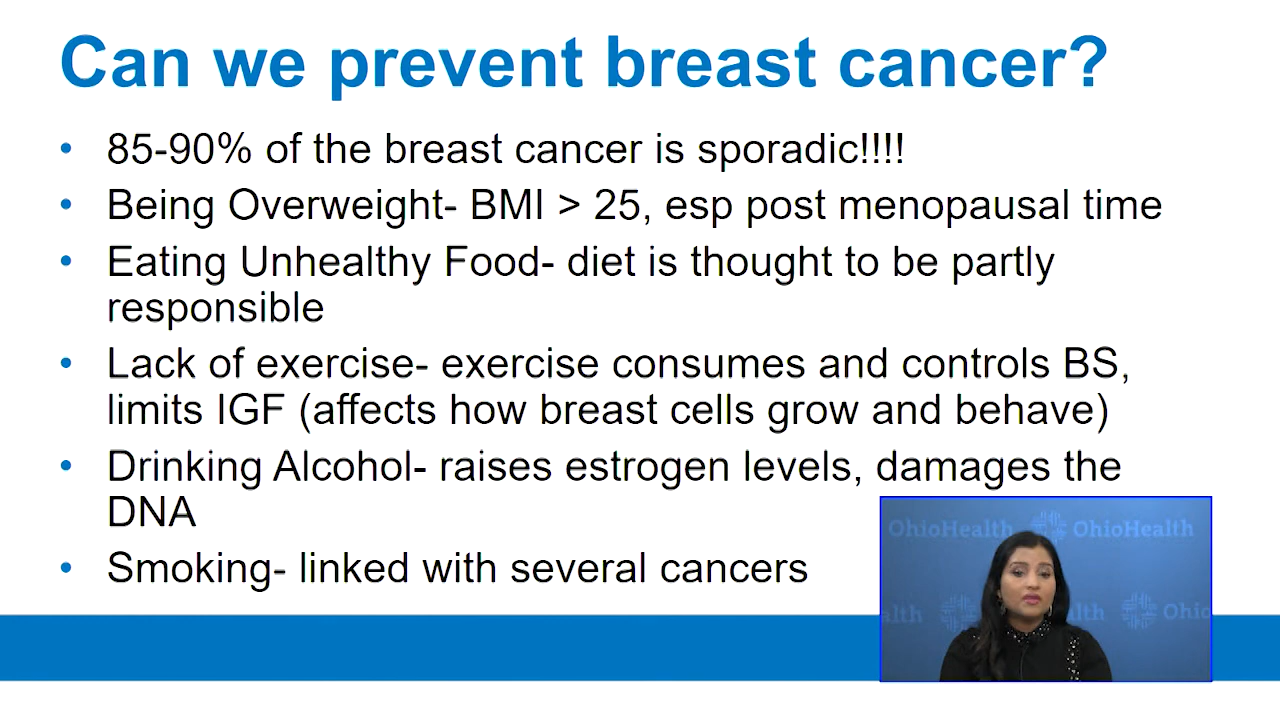 Can we prevent breast cancer?
• 85-90% of the breast cancer is sporadic!!!!
• Being Overweight- BMI > 25, esp post menopausal time
• Eating Unhealthy Food- diet is thought to be partly
responsible
• Lack of exercise- exercise consumes and controls BS,
limits IGF (affects how breast cells grow and behave)
• Drinking Alcohol- raises estrogen levels, damages the
DNA
• Smoking- linked with several cancers
OhioHealth OhioHealth
alth Health Ohio